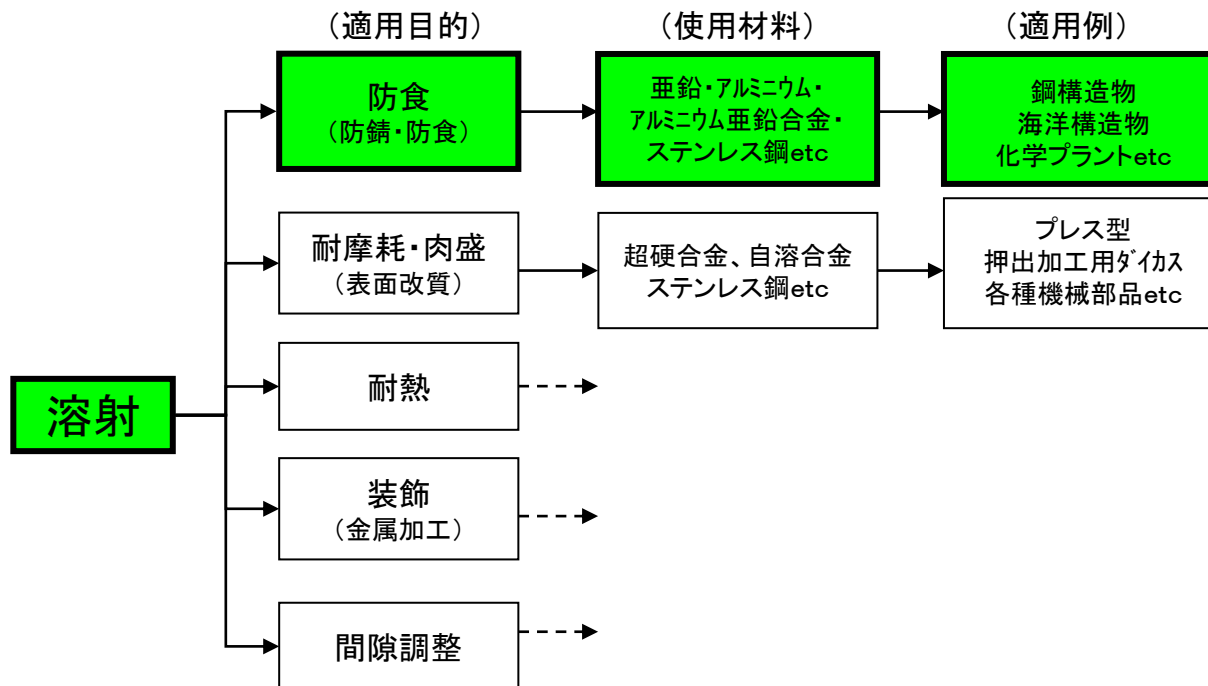 （適用目的）
（使用材料）
（適用例）
防食
（防錆・防食）
亜鉛・アルミニウム・
アルミニウム亜鉛合金・
ステンレス鋼etc
鋼構造物
海洋構造物
化学プラントetc
耐摩耗・肉盛
（表面改質）
超硬合金、自溶合金
ステンレス鋼etc
プレス型
押出加工用ダイカス
各種機械部品etc
溶射
耐熱
装飾
（金属加工）
間隙調整